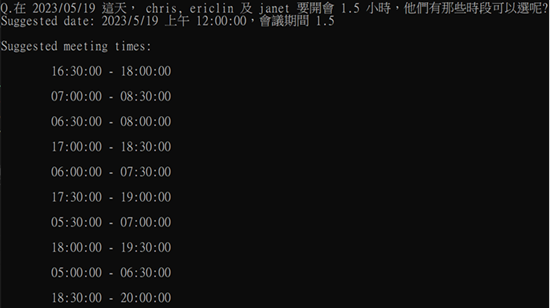 Q.在 2023/05/19 這天， chris, ericlin 及 janet 要開會 1.5 小時，他們有那些時段可以選呢?
Suggested date: 2023/5/19 上午 12:00:00，會議期間 1.5
Suggested meeting times:
16:30:00 - 18:00:00
07:00:00 - 08:30:00
06:30:00 - 08:00:00
17:00:00 - 18:30:00
06:00:00 - 07:30:00
17:30:00 - 19:00:00
05:30:00 - 07:00:00
18:00:00 - 19:30:00
05:00:00 - 06:30:00
18:30:00 - 20:00:00